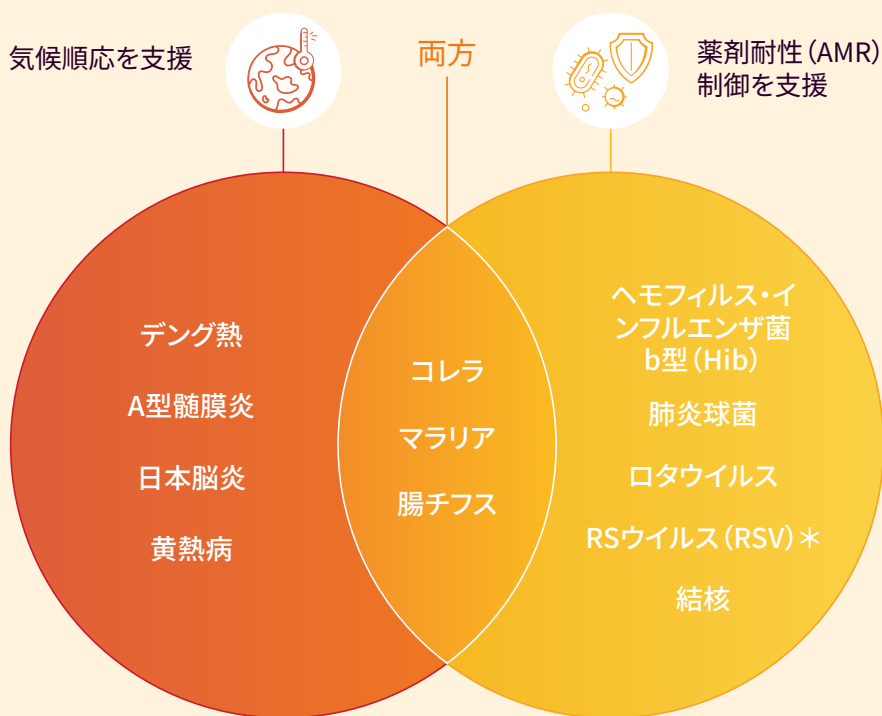 気候順応を支援
両方
薬剤耐性（AMR）
制御を支援
デング熱
A型髄膜炎
日本脳炎
黄熱病
コレラ
マラリア
腸チフス
ヘモフィルス・イ
ンフルエンザ菌
b型（Hib）
肺炎球菌
ロタウイルス
RSウイルス（RSV）＊
結核